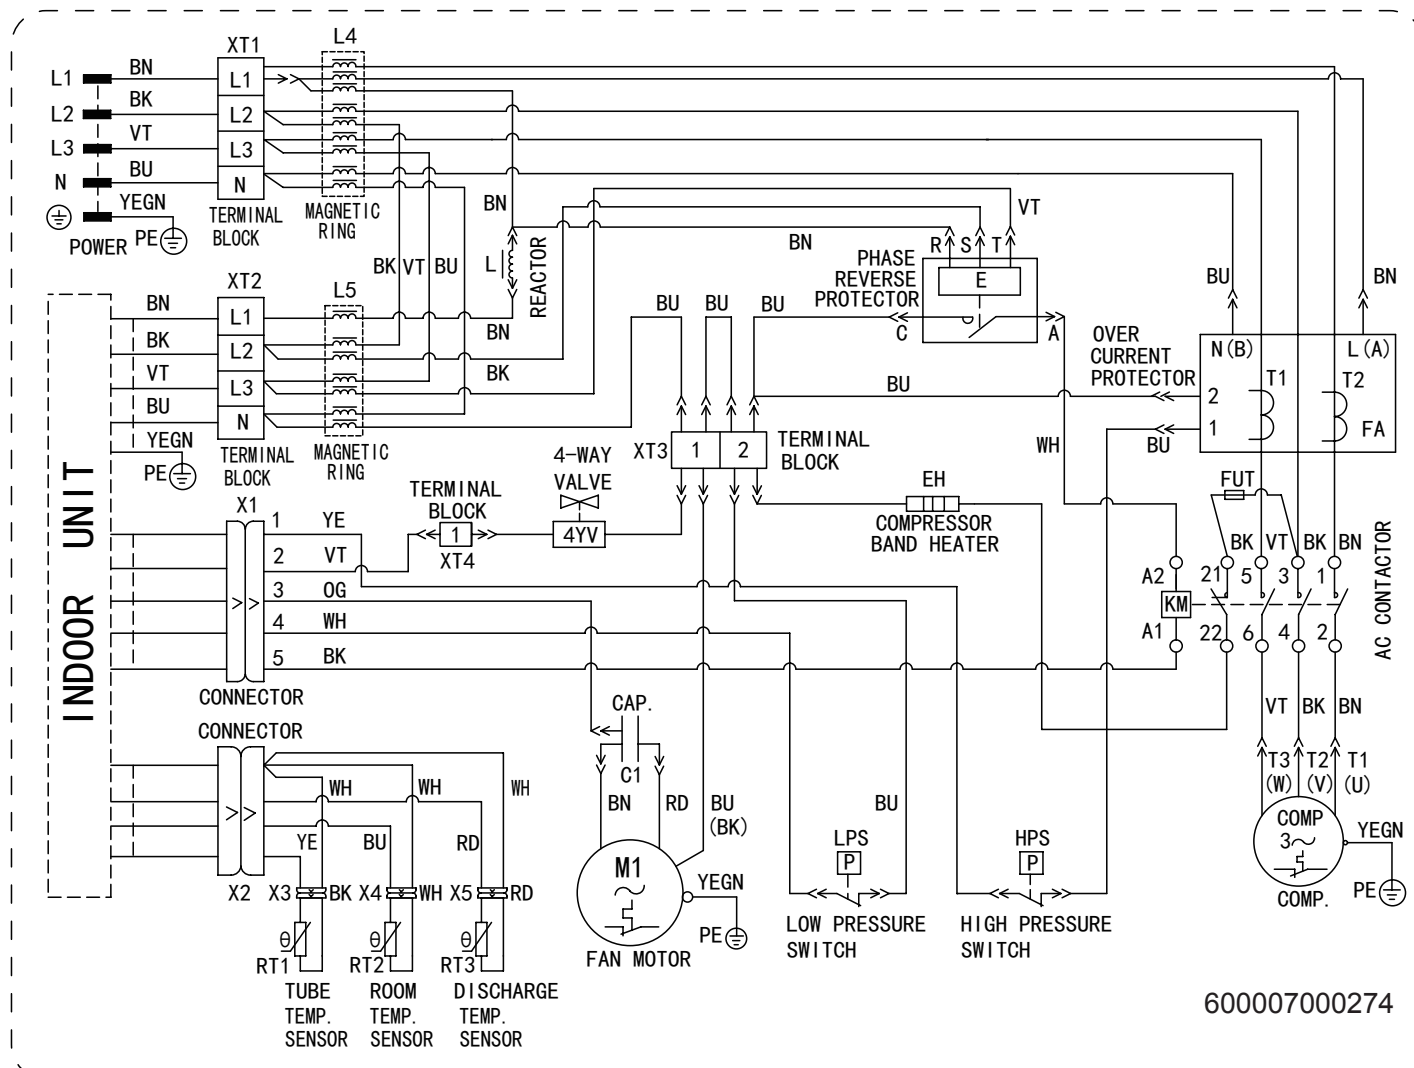 XT1
L4
L1
BN
L1
L2
BK
L2
L3
VT
L3
N
BU
N
YEGN
POWER
PE
TERMINAL
BLOCK
MAGNETIC
RING
BK
VT
BU
BN
L
REACTOR
BN
VT
BN
R
S
T
E
PHASE
REVERSE
PROTECTOR
C
A
BU
BN
XT2
L5
BN
L1
BK
L2
VT
L3
BU
N
YEGN
PE
TERMINAL
BLOCK
MAGNETIC
RING
BN
BK
BU
BU
BU
BU
OVER
CURRENT
PROTECTOR
N(B)
L(A)
2
1
T1
T2
FA
BU
WH
XT3
1
2
TERMINAL
BLOCK
INDOOR UNIT
X1
1
YE
2
VT
3
OG
4
WH
5
BK
CONNECTOR
TERMINAL
BLOCK
1
XT4
4-WAY
VALVE
4YV
EH
COMPRESSOR
BAND HEATER
FUT
BK
VT
BK
BN
A2
21
5
3
1
KM
A1
22
6
4
2
AC CONTACTOR
VT
BK
BN
T3
(W)
T2
(V)
T1
(U)
COMP
3
YEGN
PE
COMP.
CONNECTOR
X2
WH
WH
WH
YE
BU
RD
X3
BK
X4
WH
X5
RD
θ
θ
θ
RT1
RT2
RT3
TUBE
TEMP.
SENSOR
ROOM
TEMP.
SENSOR
DISCHARGE
TEMP.
SENSOR
CAP.
C1
BN
RD
BU
(BK)
M1
YEGN
PE
FAN MOTOR
BU
LPS
P
LOW PRESSURE
SWITCH
HPS
P
HIGH PRESSURE
SWITCH
600007000274